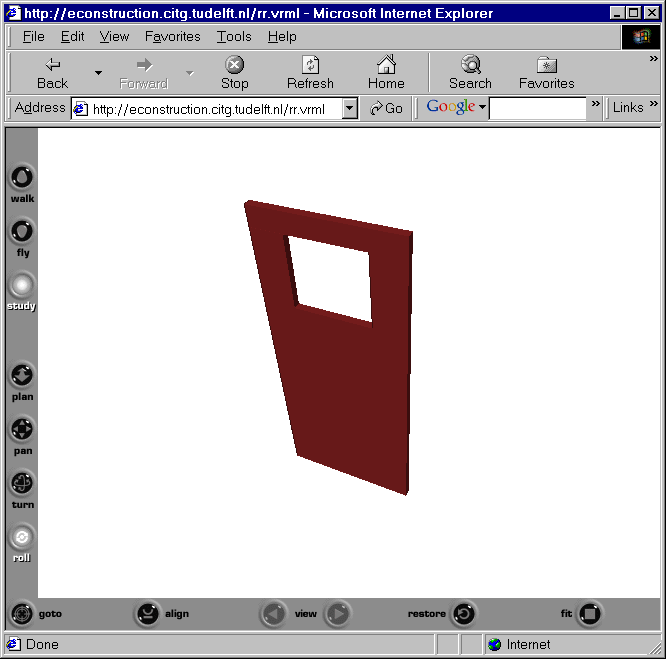 http://econstruction.citg.tudelft.nl/rr.vrml - Microsoft Internet Explorer
File Edit View Favorites Tools Help
Back Forward Stop Refresh Home Search Favorites »
Address http://econstruction.citg.tudelft.nl/rr.vrml Go Google » Links »
walk
fly
study
plan
pan
turn
roll
goto align view restore fit
Done Internet